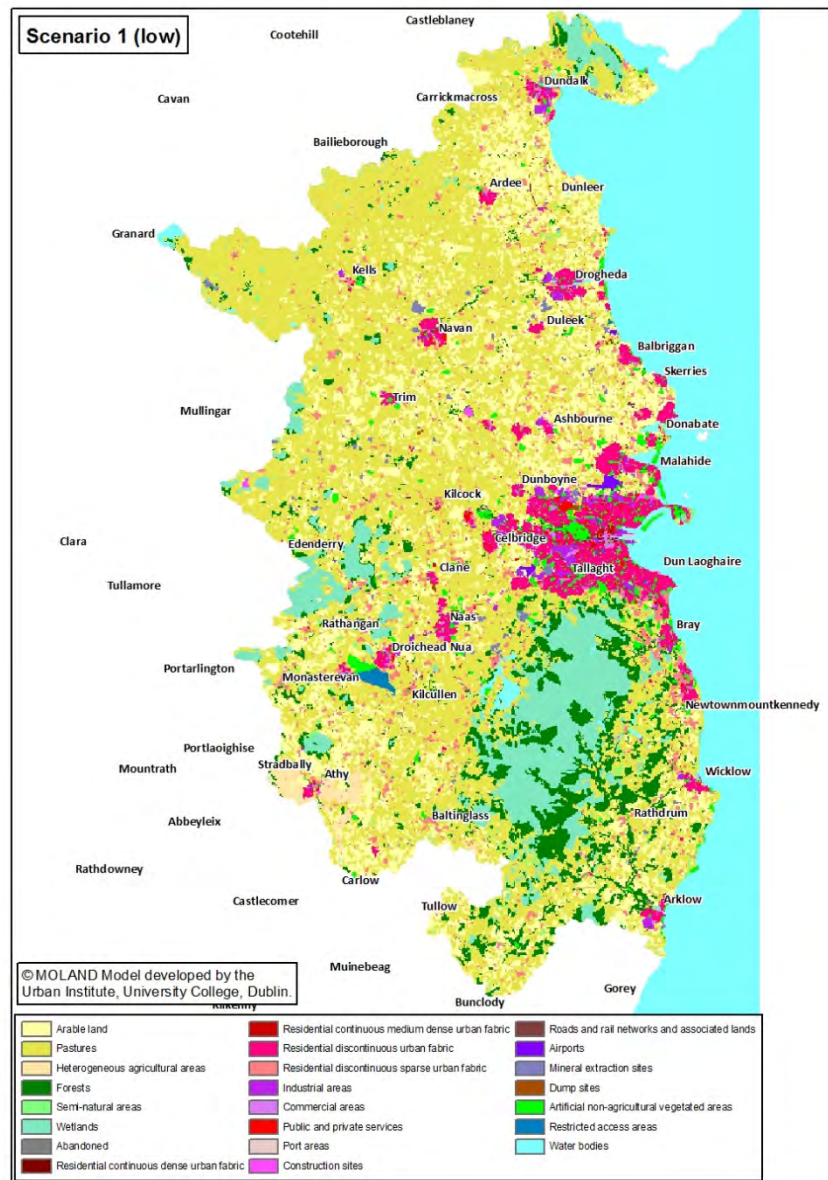 Scenario 1 (low)
Castleblaney
Cootehill
Dundalk
Cavan
Carrickmacross
Bailieborough
Ardee
Dunleer
Granard
Kells
Drogheda
Navan
Duleek
Balbriggan
Skerries
Trim
Mullingar
Ashbourne
Donabate
Malahide
Dunboyne
Kilcock
Clara
Edenderry
Celbridge
Dun Laoghaire
Clane
Tallaght
Tullamore
Naas
Rathangan
Bray
Droichead Nua
Portarlington
Monasterevan
Kilcullen
Newtownmountkennedy
Portlaoighise
Stradbally
Mountrath
Athy
Wicklow
Abbeyleix
Baltinglass
Rathdrum
Rathdowney
Carlow
Castlecomer
Tullow
Arklow
Muinebeag
Gorey
Bunclody
© MOLAND Model developed by the
Urban Institute, University College, Dublin.
Kilkenny
Arable land
Pastures
Heterogeneous agricultural areas
Forests
Semi-natural areas
Wetlands
Abandoned
Residential continuous dense urban fabric
Residential continuous medium dense urban fabric
Residential discontinuous urban fabric
Residential discontinuous sparse urban fabric
Industrial areas
Commercial areas
Public and private services
Port areas
Construction sites
Roads and rail networks and associated lands
Airports
Mineral extraction sites
Dump sites
Artificial non-agricultural vegetated areas
Restricted access areas
Water bodies